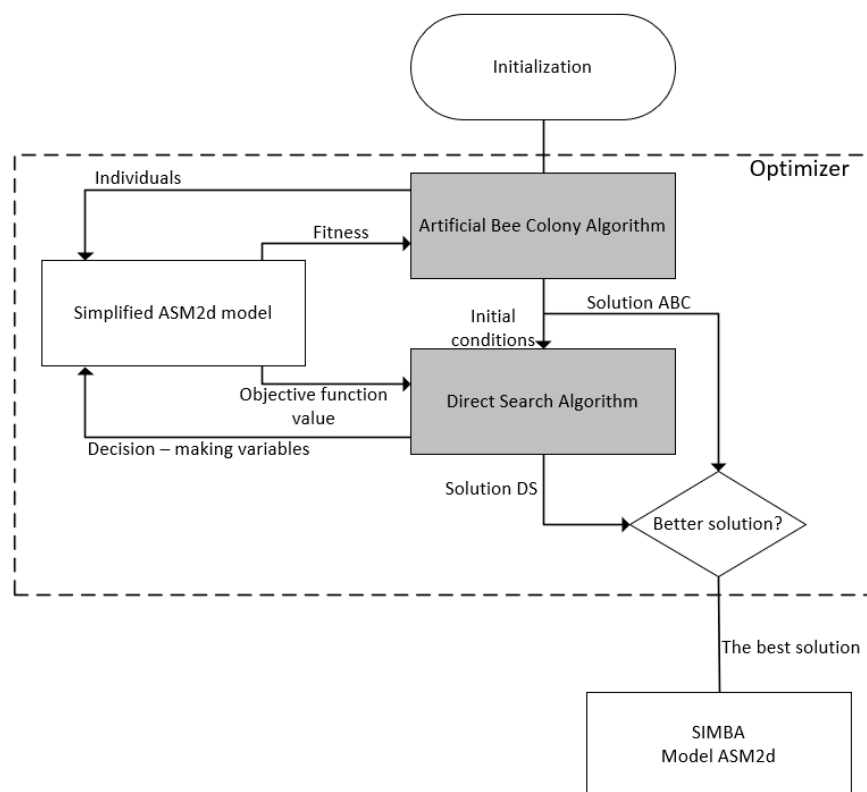 Initialization
Optimizer
Individuals
Artificial Bee Colony Algorithm
Fitness
Simplified ASM2d model
Solution ABC
Initial
conditions
Objective function
value
Direct Search Algorithm
Decision – making variables
Solution DS
Better solution?
The best solution
SIMBA
Model ASM2d